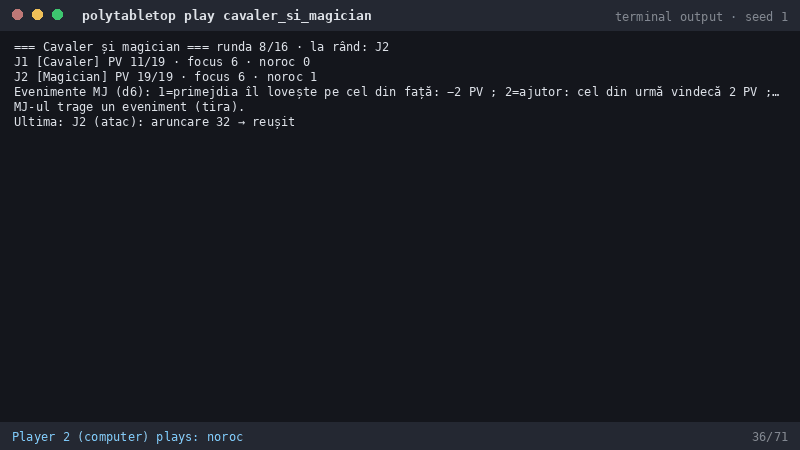 polytabletop play cavaler_si_magician
terminal output · seed 1
=== Cavaler și magician === runda 8/16 · la rând: J2
J1 [Cavaler] PV 11/19 · focus 6 · noroc 0
J2 [Magician] PV 19/19 · focus 6 · noroc 1
Evenimente MJ (d6): 1=primejdia îl lovește pe cel din față: −2 PV ; 2=ajutor: cel din urmă vindecă 2 PV ;…
MJ-ul trage un eveniment (tira).
Ultima: J2 (atac): aruncare 32 → reușit
Player 2 (computer) plays: noroc
36/71